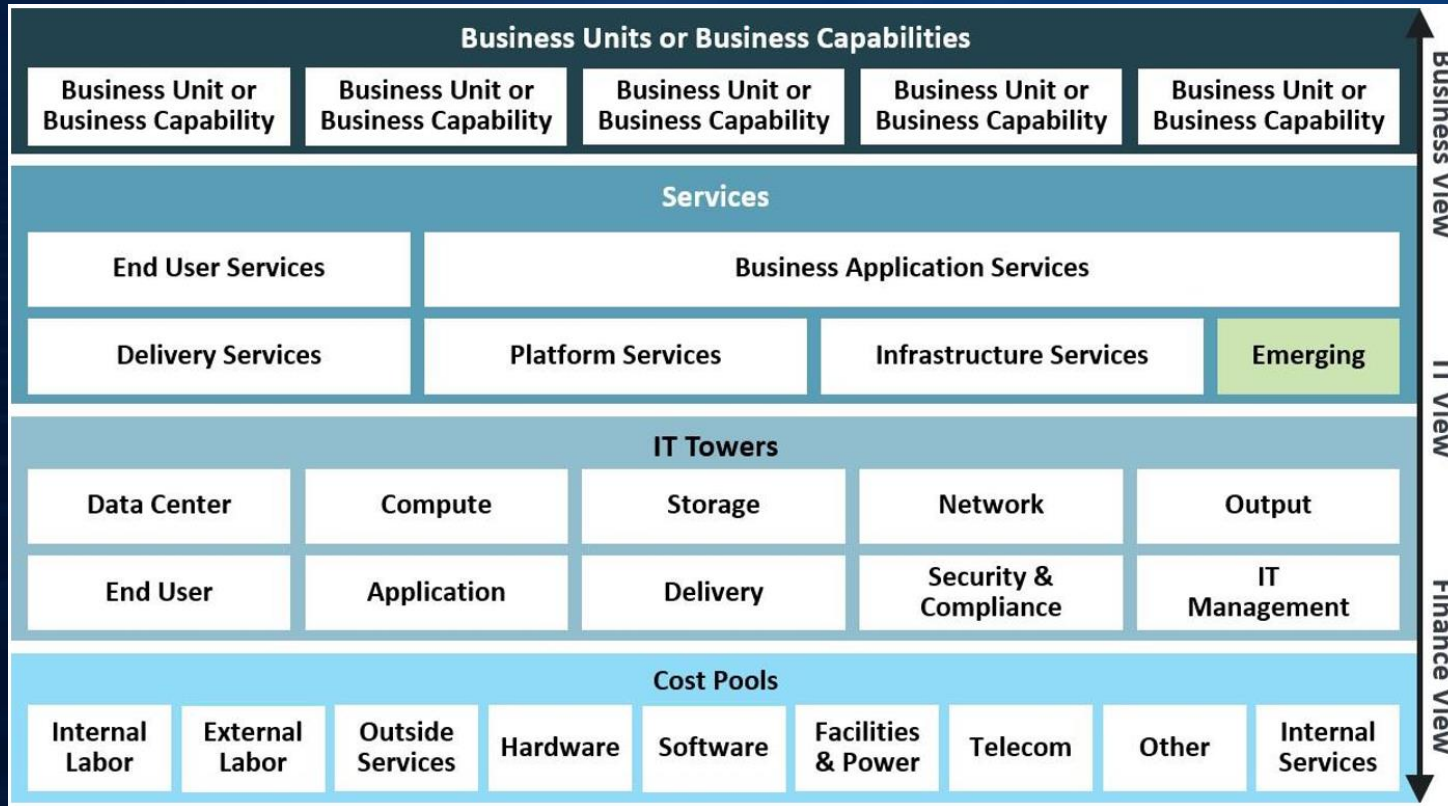 Business Units or Business Capabilities
Business Unit or
Business Capability
Business Unit or
Business Capability
Business Unit or
Business Capability
Business Unit or
Business Capability
Business Unit or
Business Capability
Services
End User Services
Business Application Services
Delivery Services
Platform Services
Infrastructure Services
Emerging
IT Towers
Data Center
Compute
Storage
Network
Output
End User
Application
Delivery
Security &
Compliance
IT
Management
Cost Pools
Internal
Labor
External
Labor
Outside
Services
Hardware
Software
Facilities
& Power
Telecom
Other
Internal
Services
Business View
IT View
Finance View